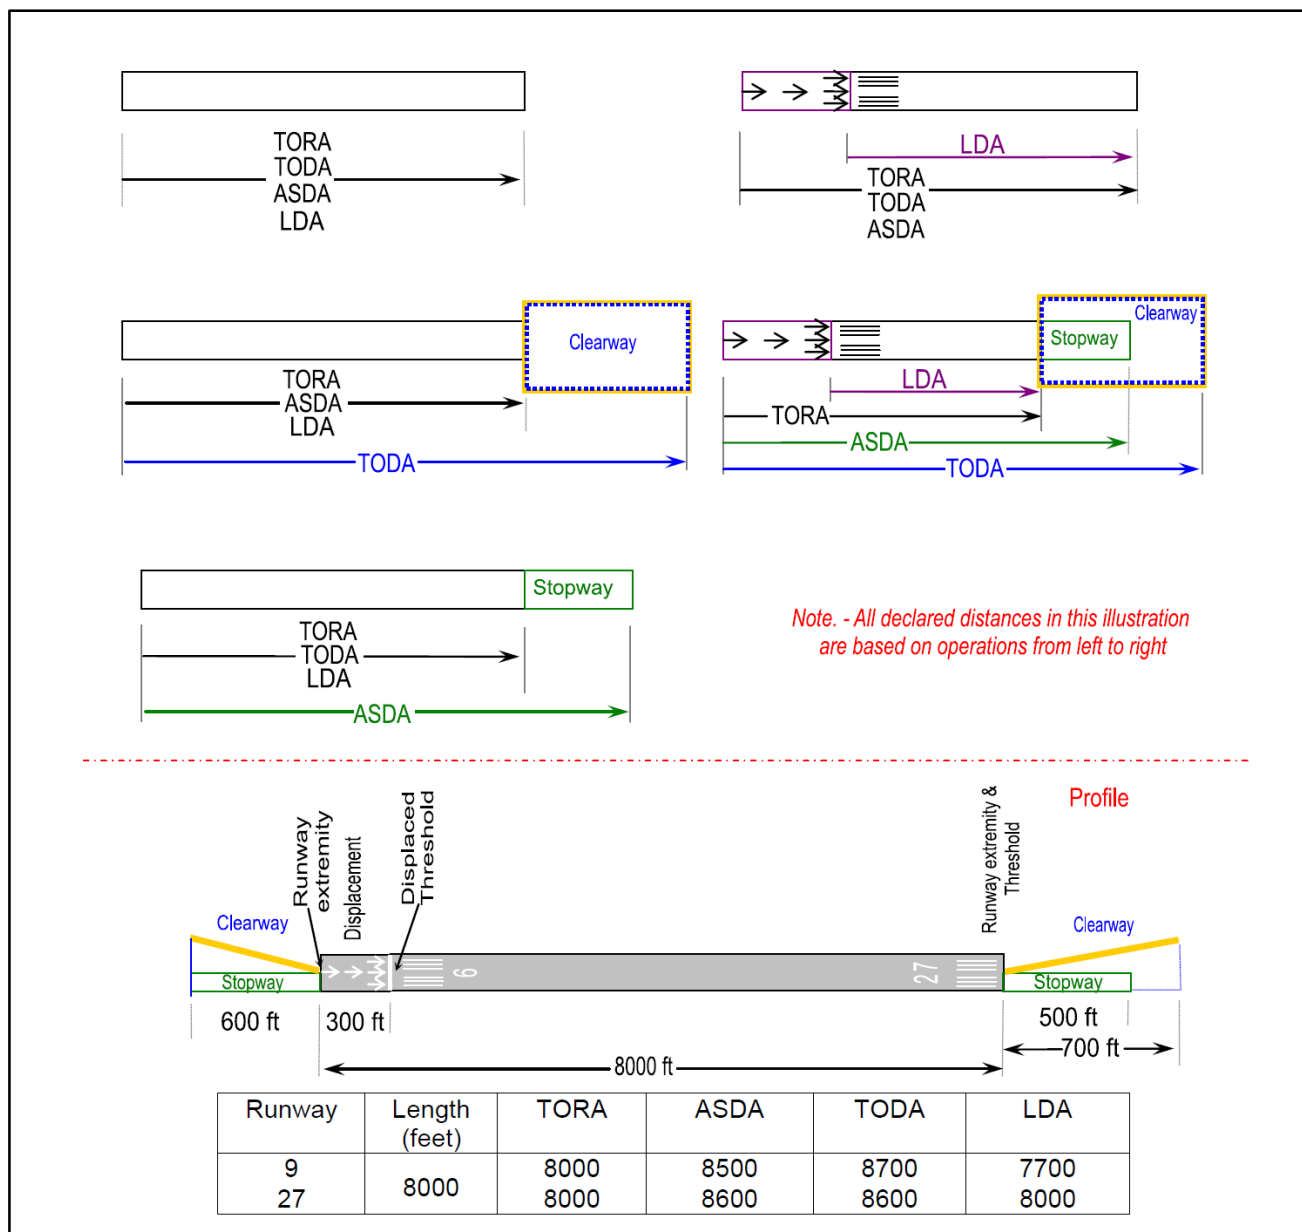 TORA
TODA
ASDA
LDA
LDA
TORA
TODA
ASDA
Clearway
TORA
ASDA
LDA
TODA
Clearway
Stopway
LDA
TORA
ASDA
TODA
Stopway
TORA
TODA
LDA
ASDA
Note. - All declared distances in this illustration
are based on operations from left to right
Profile
Runway
extremity
Displacement
Displaced
Threshold
Runway extremity &
Threshold
Clearway
Clearway
Stopway
6
27
Stopway
600 ft
300 ft
500 ft
700 ft
8000 ft
Runway Length (feet) TORA ASDA TODA LDA
9 8000 8000 8500 8700 7700
27 8000 8600 8600 8000